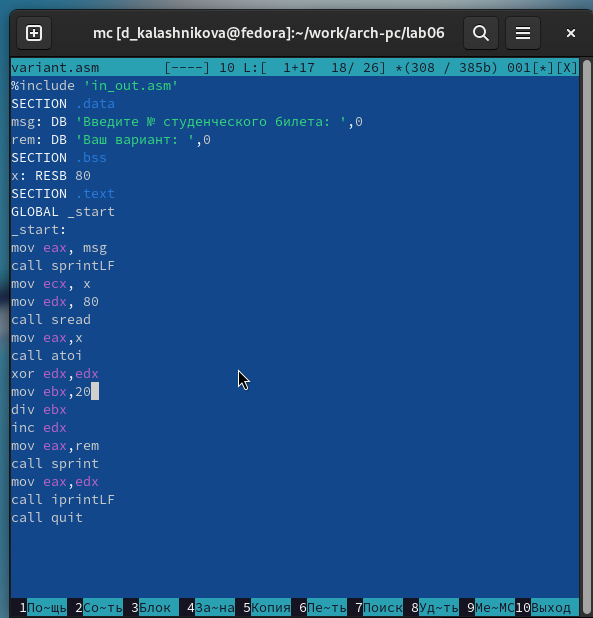 mc [d_kalashnikova@fedora]:~/work/arch-pc/lab06
variant.asm [----] 10 L:[ 1+17 18/ 26] *(308 / 385b) 001[*][X]
%include 'in_out.asm'
SECTION .data
msg: DB 'Введите № студенческого билета: ',0
rem: DB 'Ваш вариант: ',0
SECTION .bss
x: RESB 80
SECTION .text
GLOBAL _start
_start:
mov eax, msg
call sprintLF
mov ecx, x
mov edx, 80
call sread
mov eax,x
call atoi
xor edx,edx
mov ebx,20
div ebx
inc edx
mov eax,rem
call sprint
mov eax,edx
call iprintLF
call quit
1По~щь 2Со~ть 3Блок 4За~на 5Копия 6Пе~ть 7Поиск 8Уд~ть 9Ме~МС10Выход